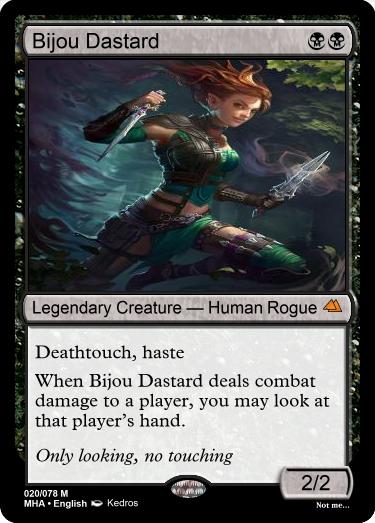 Bijou Dastard
Legendary Creature — Human Rogue
Deathtouch, haste
When Bijou Dastard deals combat
damage to a player, you may look at
that player's hand.
Only looking, no touching
2/2
020/078 M
MHA • English Kedros
Not me...